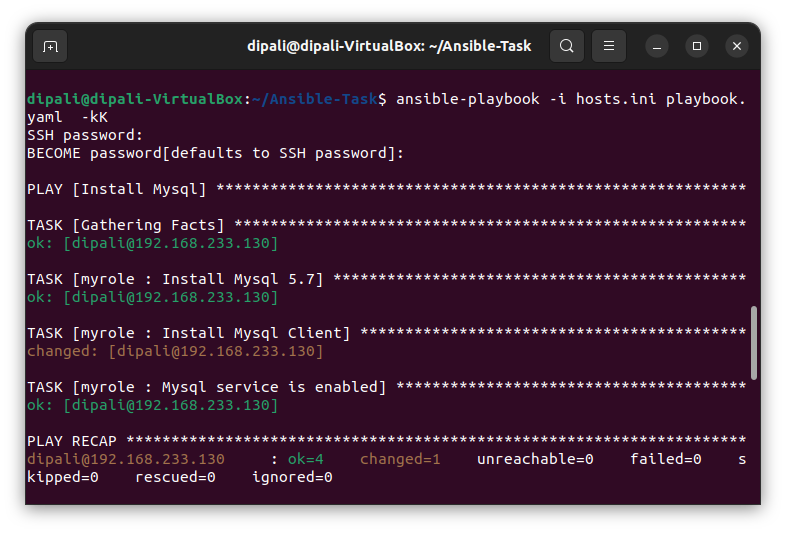 dipali@dipali-VirtualBox: ~/Ansible-Task
dipali@dipali-VirtualBox:~/Ansible-Task$ ansible-playbook -i hosts.ini playbook.
yaml  -kK
SSH password:
BECOME password[defaults to SSH password]:
PLAY [Install Mysql] ***********************************************************
TASK [Gathering Facts] *********************************************************
ok: [dipali@192.168.233.130]
TASK [myrole : Install Mysql 5.7] **********************************************
ok: [dipali@192.168.233.130]
TASK [myrole : Install Mysql Client] *******************************************
changed: [dipali@192.168.233.130]
TASK [myrole : Mysql service is enabled] ***************************************
ok: [dipali@192.168.233.130]
PLAY RECAP *********************************************************************
dipali@192.168.233.130     : ok=4    changed=1    unreachable=0    failed=0    s
kipped=0    rescued=0    ignored=0